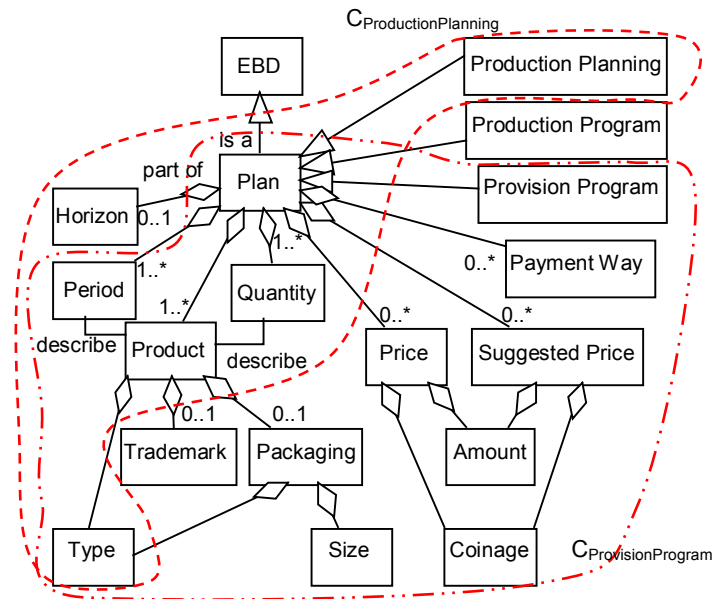 C_ProductionPlanning
EBD
Production Planning
Production Program
is a
part of
Plan
Provision Program
Horizon
0..1
1..*
1..*
0..*
Payment Way
Period
Quantity
1..*
0..*
0..*
describe
Product
describe
Price
Suggested Price
0..1
0..1
Trademark
Packaging
Amount
Type
Size
Coinage
C_ProvisionProgram